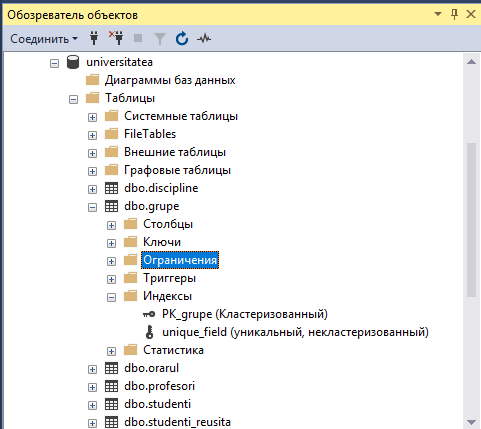 Обозреватель объектов
Соединить
universitatea
Диаграммы баз данных
Таблицы
Системные таблицы
FileTables
Внешние таблицы
Графовые таблицы
dbo.discipline
dbo.grupe
Столбцы
Ключи
Ограничения
Триггеры
Индексы
PK_grupe (Кластеризованный)
unique_field (уникальный, некластеризованный)
Статистика
dbo.orarul
dbo.profesori
dbo.studenti
dbo.studenti_reusita